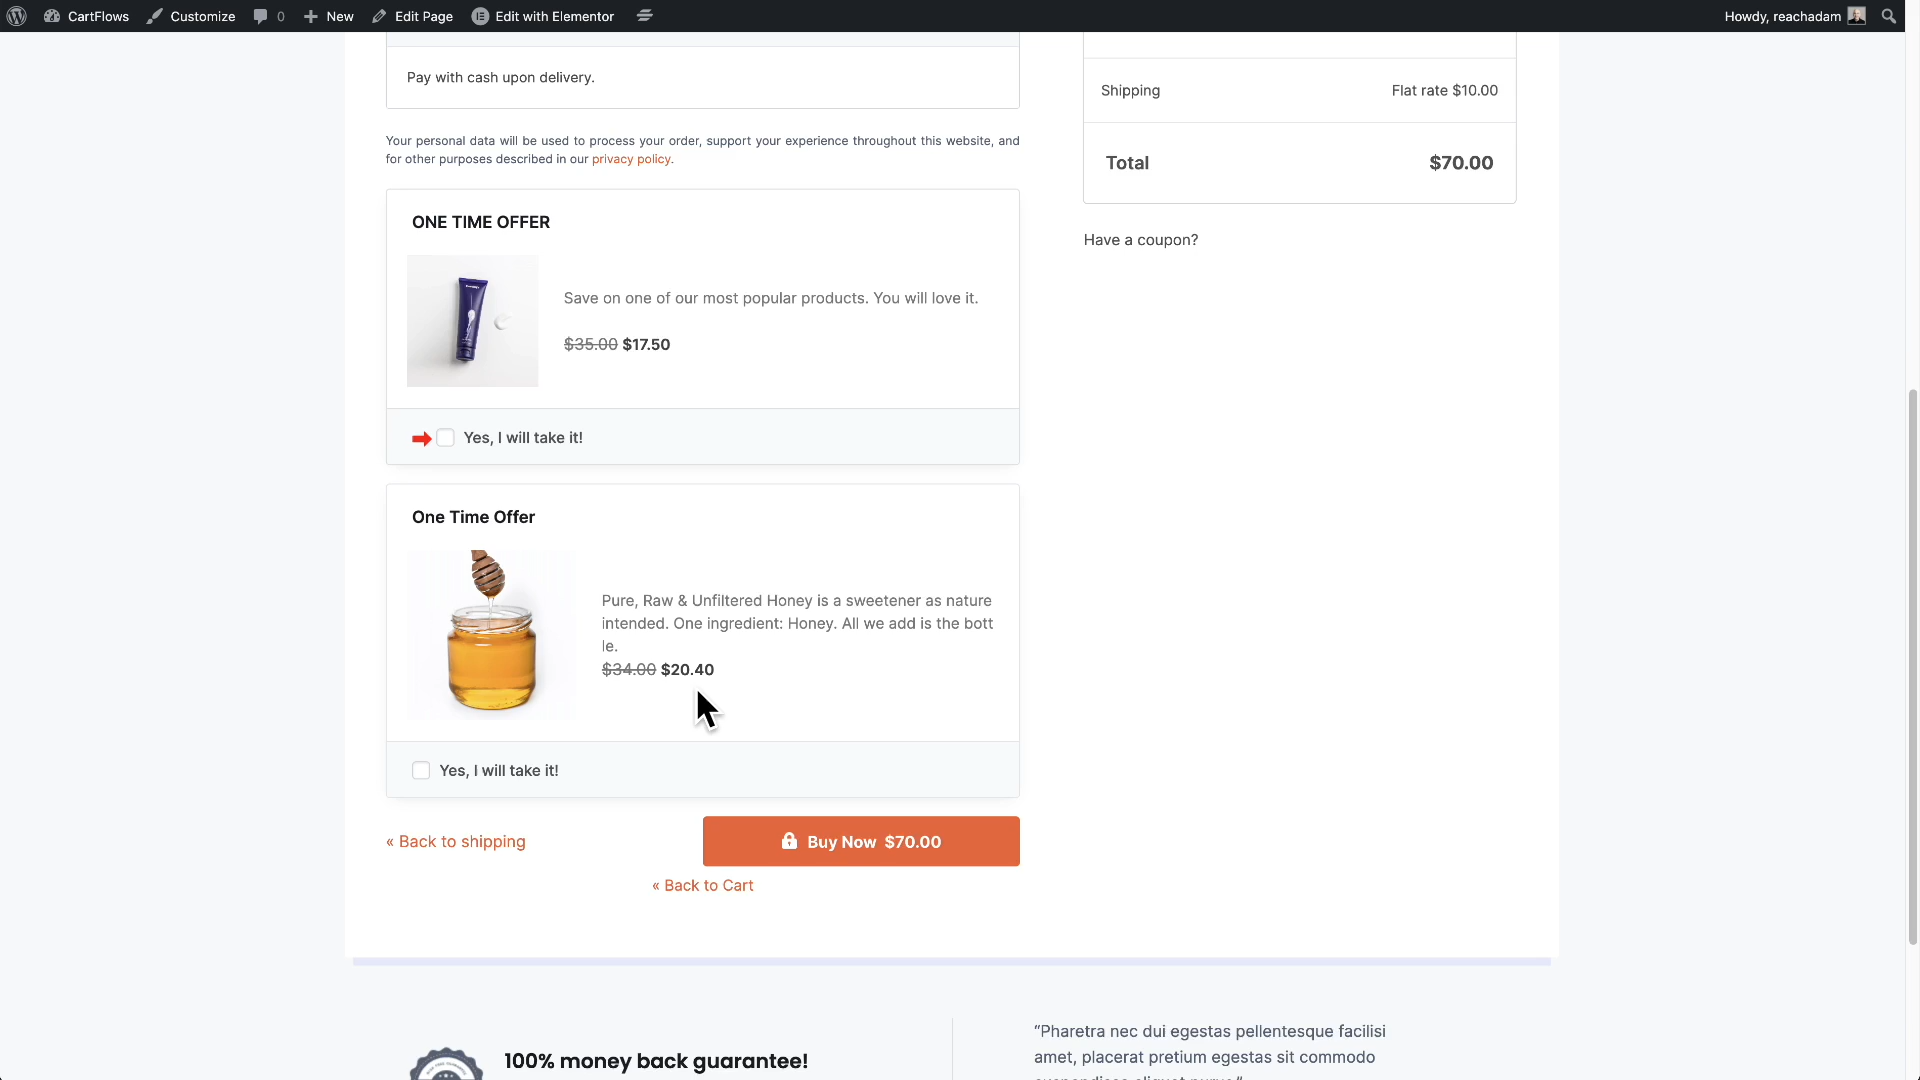 CartFlows Customize 0 New Edit Page Edit with Elementor Howdy, reachadam
Pay with cash upon delivery.
Shipping Flat rate $10.00
Your personal data will be used to process your order, support your experience throughout this website, and
for other purposes described in our privacy policy.
Total $70.00
Have a coupon?
ONE TIME OFFER
Save on one of our most popular products. You will love it.
$35.00 $17.50
Yes, I will take it!
One Time Offer
Pure, Raw & Unfiltered Honey is a sweetener as nature
intended. One ingredient: Honey. All we add is the bott
le.
$34.00 $20.40
Yes, I will take it!
« Back to shipping
Buy Now $70.00
« Back to Cart
100% money back guarantee!
“Pharetra nec dui egestas pellentesque facilisi
amet, placerat pretium egestas sit commodo